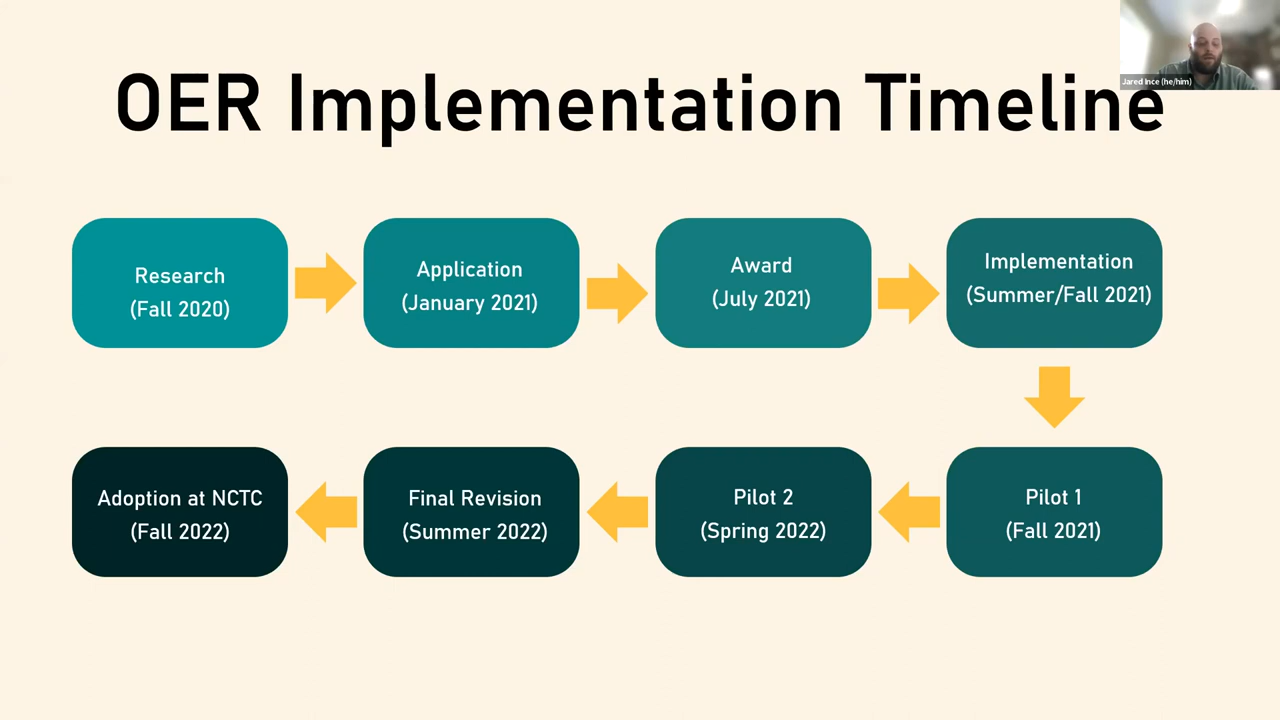 OER Implementation Timeline
Jared Ince (he/him)
Research
(Fall 2020)
Application
(January 2021)
Award
(July 2021)
Implementation
(Summer/Fall 2021)
Pilot 1
(Fall 2021)
Pilot 2
(Spring 2022)
Final Revision
(Summer 2022)
Adoption at NCTC
(Fall 2022)